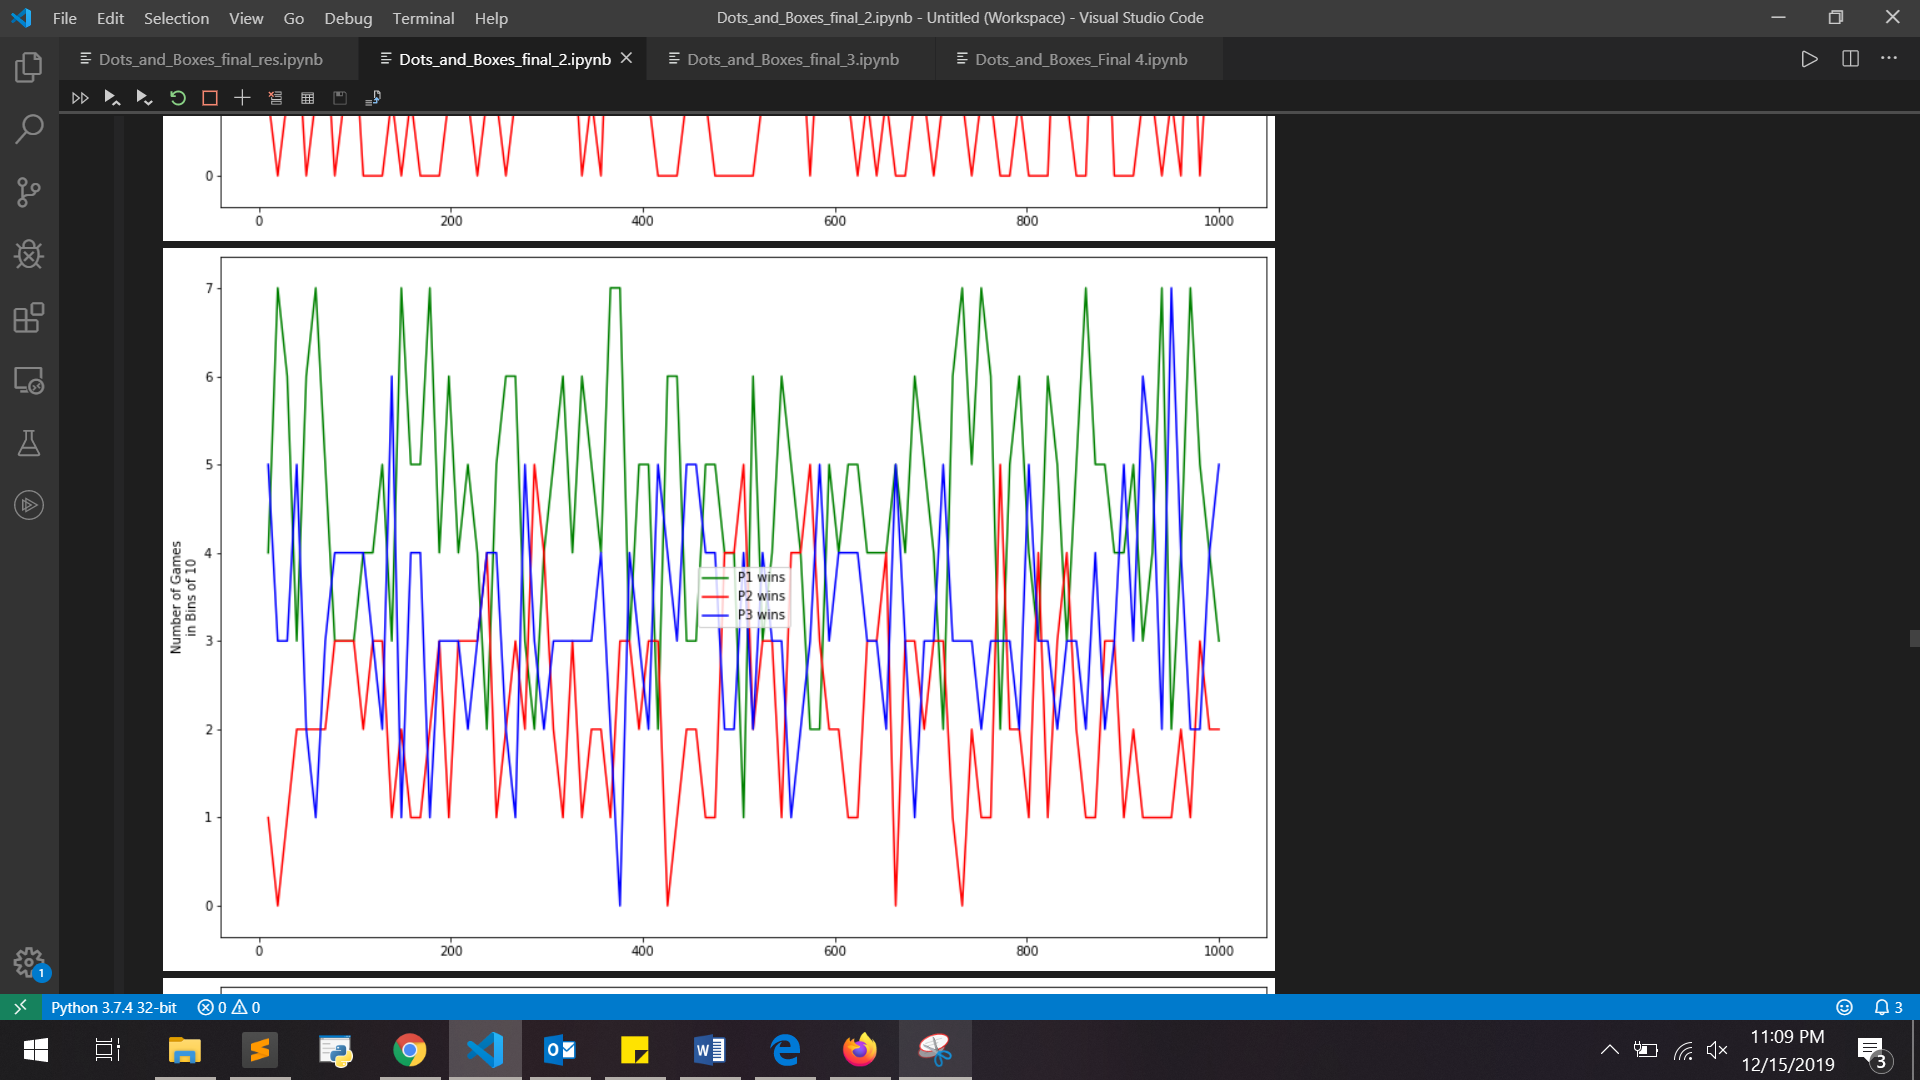 File Edit Selection View Go Debug Terminal Help
Dots_and_Boxes_final_2.ipynb - Untitled (Workspace) - Visual Studio Code
Dots_and_Boxes_final_res.ipynb
Dots_and_Boxes_final_2.ipynb
Dots_and_Boxes_final_3.ipynb
Dots_and_Boxes_Final 4.ipynb
0
0 200 400 600 800 1000
7
6
5
4
3
2
1
0
Number of Games
in Bins of 10
P1 wins
P2 wins
P3 wins
0 200 400 600 800 1000
1
Python 3.7.4 32-bit 0 0
3
11:09 PM
12/15/2019
3